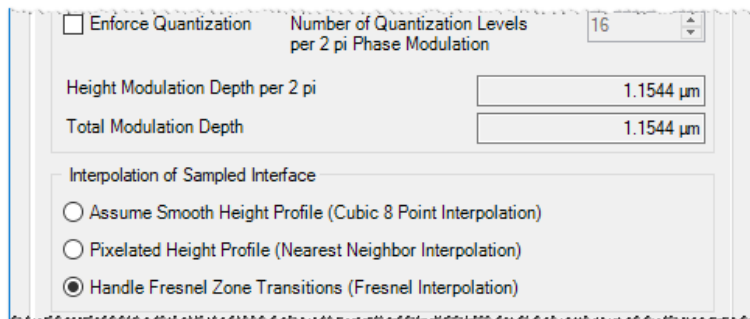 Enforce Quantization Number of Quantization Levels 16
per 2 pi Phase Modulation
Height Modulation Depth per 2 pi 1.1544 µm
Total Modulation Depth 1.1544 µm
Interpolation of Sampled Interface
Assume Smooth Height Profile (Cubic 8 Point Interpolation)
Pixelated Height Profile (Nearest Neighbor Interpolation)
Handle Fresnel Zone Transitions (Fresnel Interpolation)